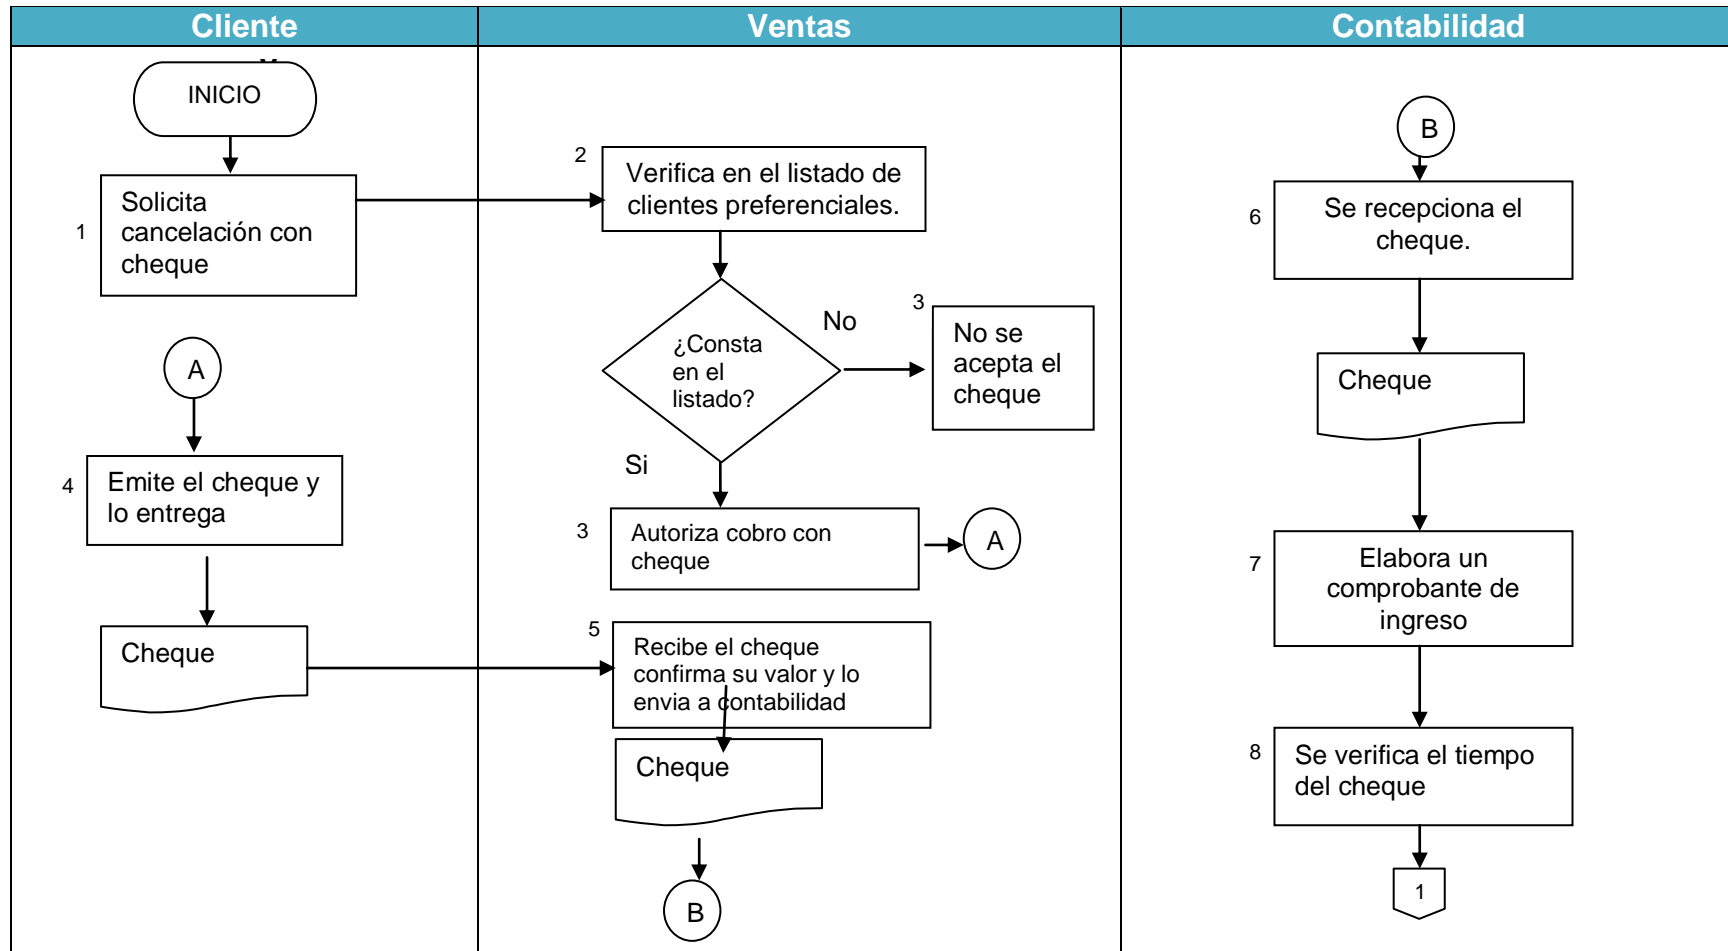 Cliente
Ventas
Contabilidad
INICIO
1
Solicita
cancelación con
cheque
A
4
Emite el cheque y
lo entrega
Cheque
2
Verifica en el listado de
clientes preferenciales.
¿Consta
en el
listado?
No
3
No se
acepta el
cheque
Si
3
Autoriza cobro con
cheque
A
5
Recibe el cheque
confirma su valor y lo
envia a contabilidad
Cheque
B
B
6
Se recepciona el
cheque.
Cheque
7
Elabora un
comprobante de
ingreso
8
Se verifica el tiempo
del cheque
1